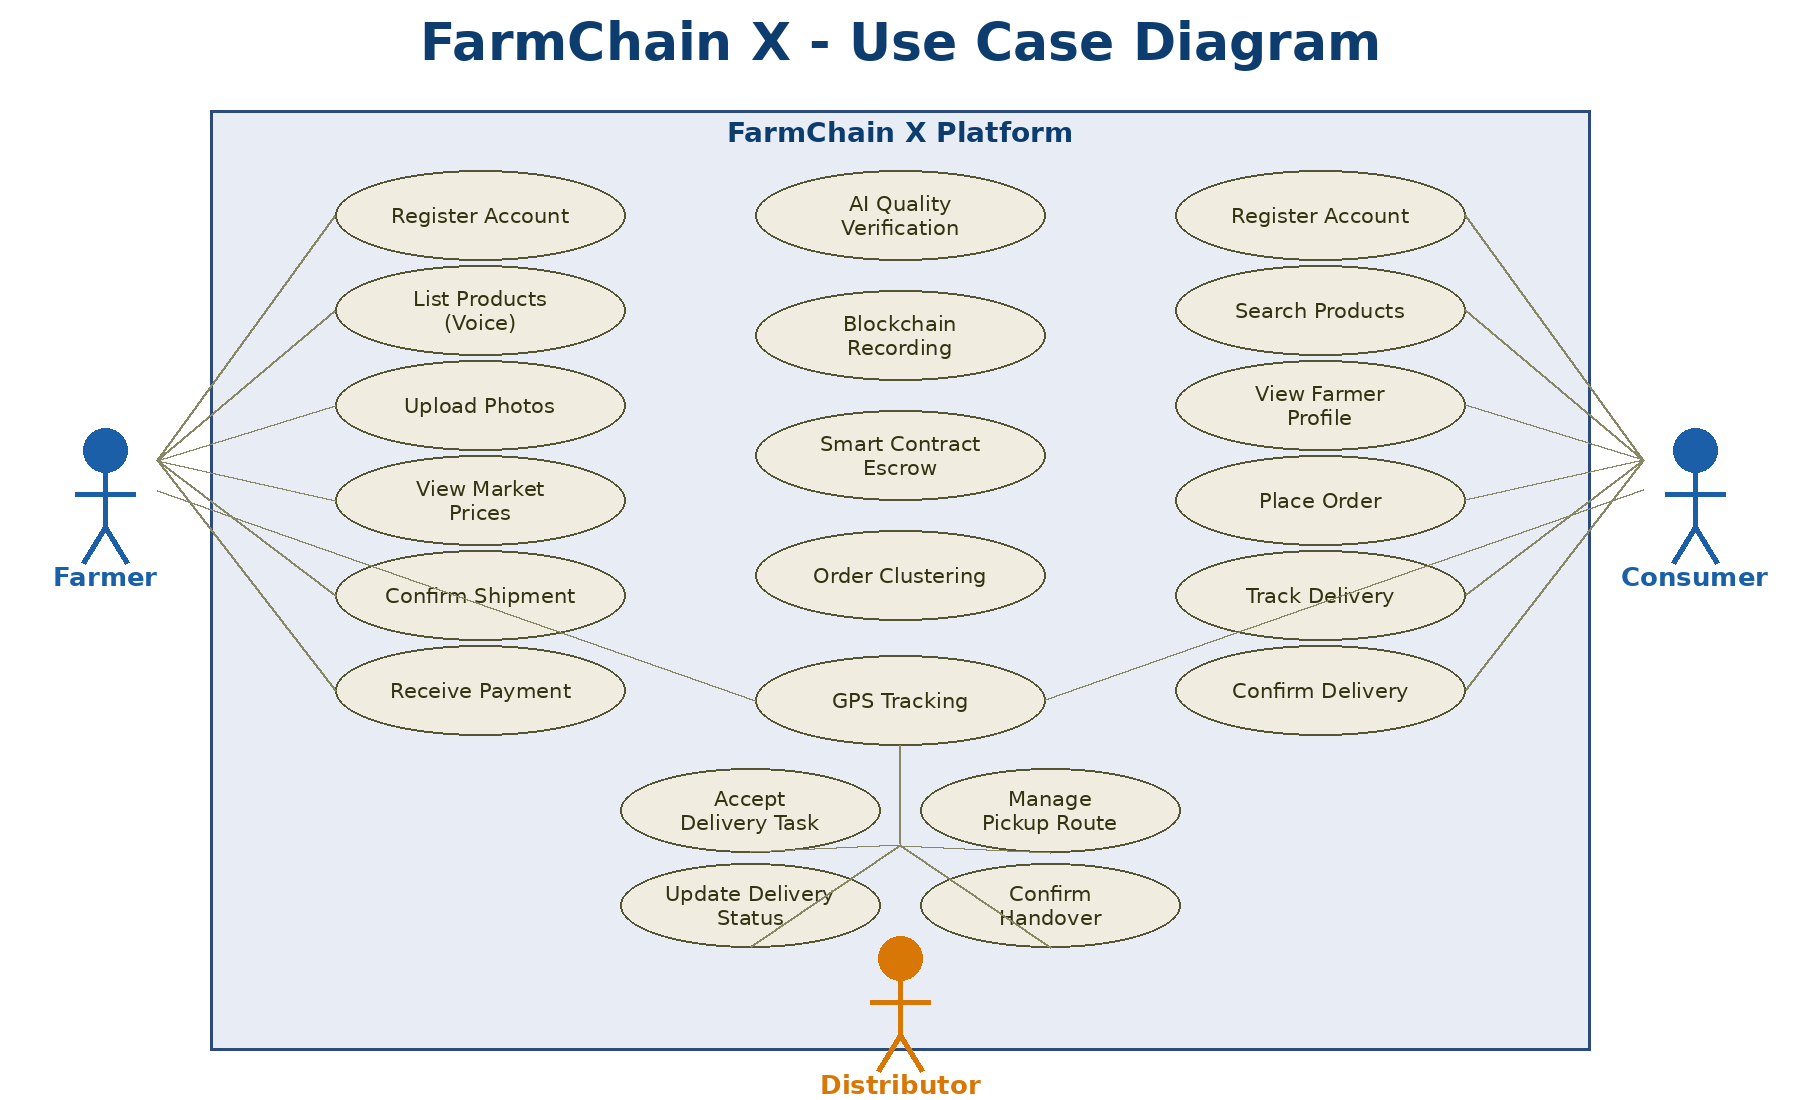 FarmChain X - Use Case Diagram
FarmChain X Platform
Register Account
List Products
(Voice)
Upload Photos
View Market
Prices
Confirm Shipment
Receive Payment
AI Quality
Verification
Blockchain
Recording
Smart Contract
Escrow
Order Clustering
GPS Tracking
Register Account
Search Products
View Farmer
Profile
Place Order
Track Delivery
Confirm Delivery
Accept
Delivery Task
Manage
Pickup Route
Update Delivery
Status
Confirm
Handover
Farmer
Consumer
Distributor